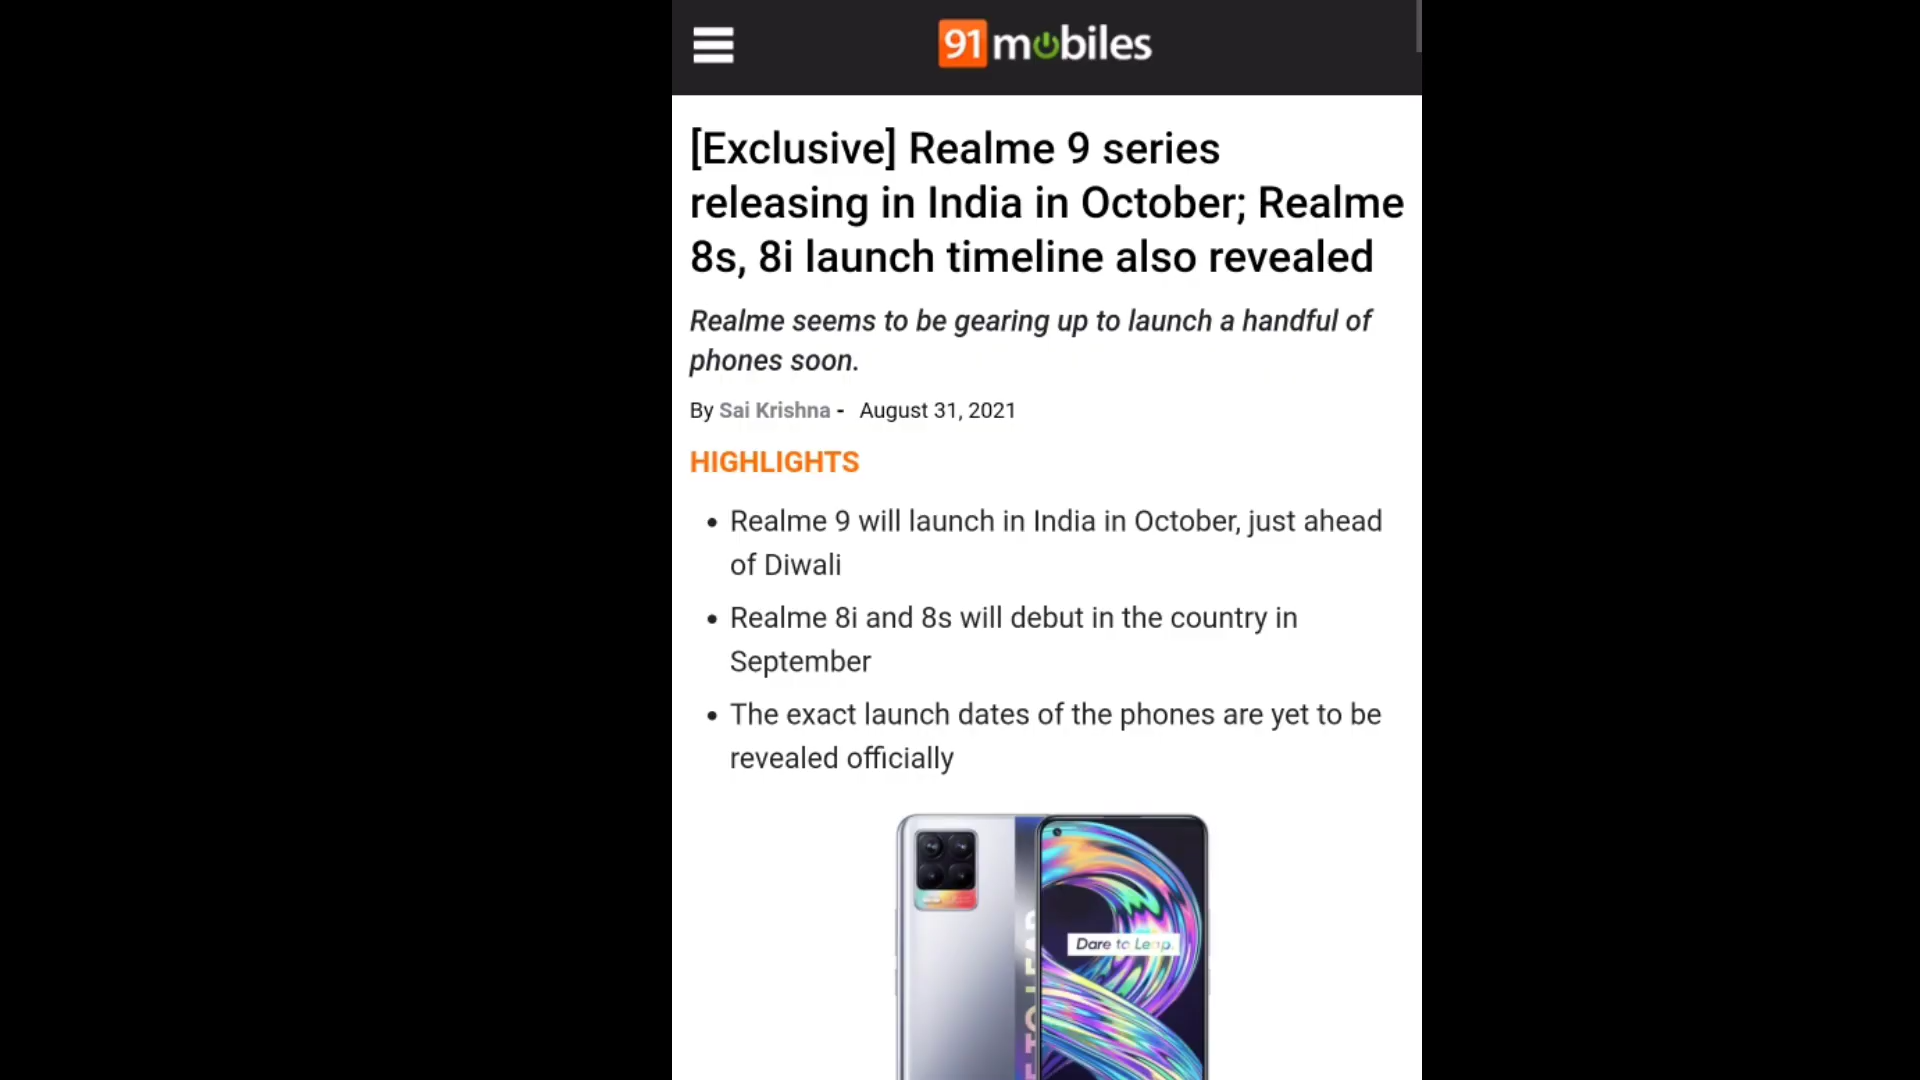 91mobiles
[Exclusive] Realme 9 series
releasing in India in October; Realme
8s, 8i launch timeline also revealed
Realme seems to be gearing up to launch a handful of
phones soon.
By Sai Krishna - August 31, 2021
HIGHLIGHTS
• Realme 9 will launch in India in October, just ahead
of Diwali
• Realme 8i and 8s will debut in the country in
September
• The exact launch dates of the phones are yet to be
revealed officially
Dare to Leap.
TO LEAP